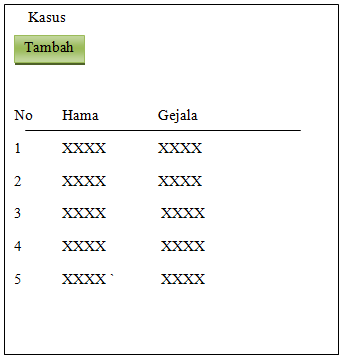 Kasus
Tambah
No Hama Gejala
1 XXXX XXXX
2 XXXX XXXX
3 XXXX XXXX
4 XXXX XXXX
5 XXXX ` XXXX